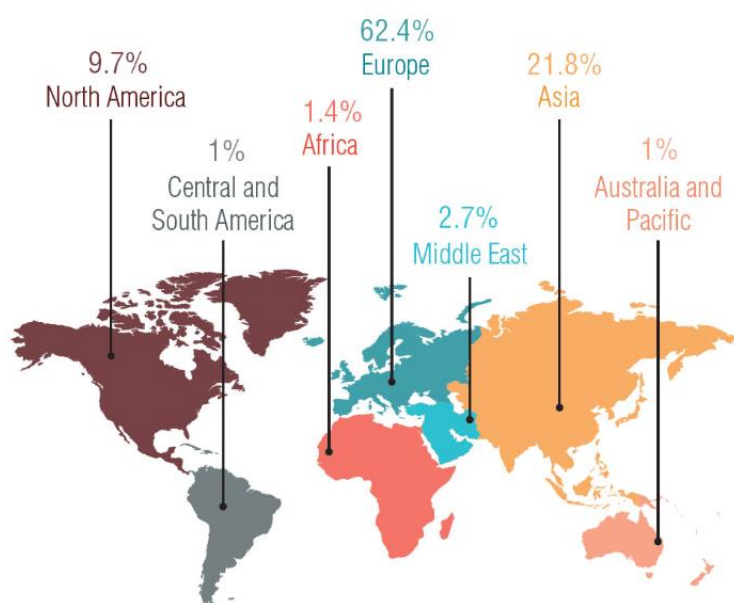 62.4%
Europe
9.7%
North America
21.8%
Asia
1.4%
Africa
1%
Central and
South America
1%
Australia and
Pacific
2.7%
Middle East